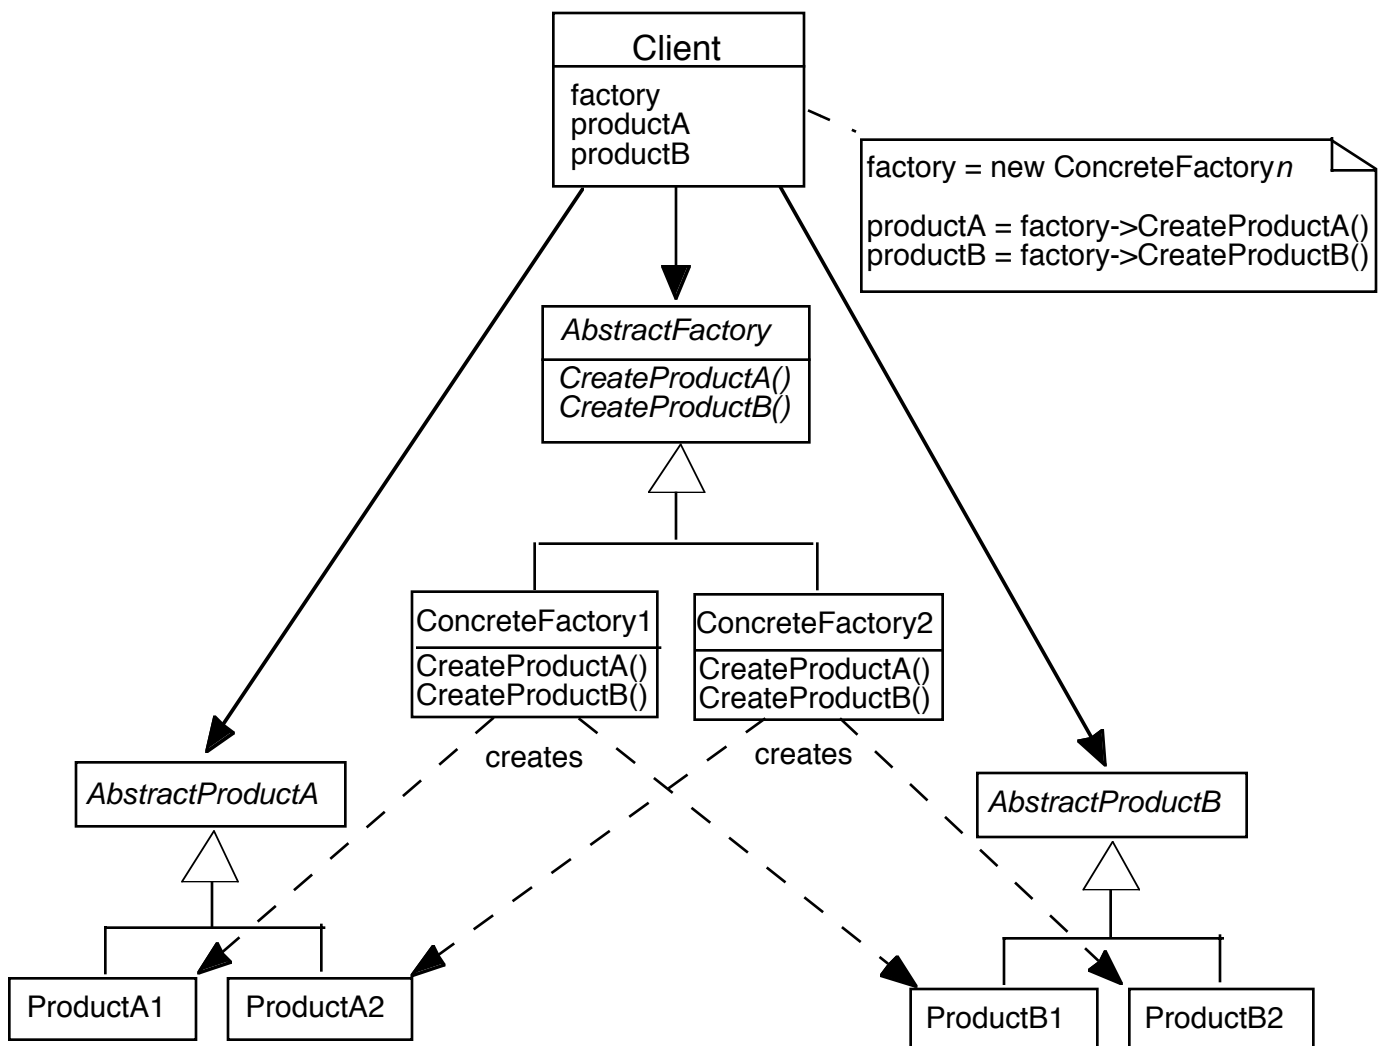 Client
factory
productA
productB
factory = new ConcreteFactoryn
productA = factory->CreateProductA()
productB = factory->CreateProductB()
AbstractFactory
CreateProductA()
CreateProductB()
ConcreteFactory1
CreateProductA()
CreateProductB()
ConcreteFactory2
CreateProductA()
CreateProductB()
creates
creates
AbstractProductA
AbstractProductB
ProductA1
ProductA2
ProductB1
ProductB2